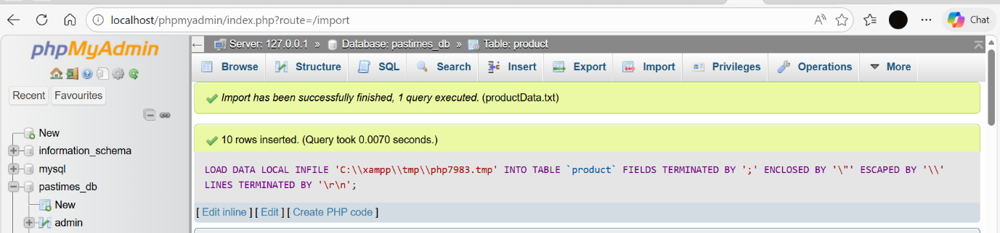 localhost/phpmyadmin/index.php?route=/import
Chat
phpMyAdmin
Recent Favourites
New
information_schema
mysql
pastimes_db
New
admin
Server: 127.0.0.1 » Database: pastimes_db » Table: product
Browse Structure SQL Search Insert Export Import Privileges Operations More
Import has been successfully finished, 1 query executed. (productData.txt)
10 rows inserted. (Query took 0.0070 seconds.)
LOAD DATA LOCAL INFILE 'C:\\xampp\\tmp\\php7983.tmp' INTO TABLE `product` FIELDS TERMINATED BY ';' ENCLOSED BY '\"' ESCAPED BY '\\'
LINES TERMINATED BY '\r\n';
[ Edit inline ] [ Edit ] [ Create PHP code ]